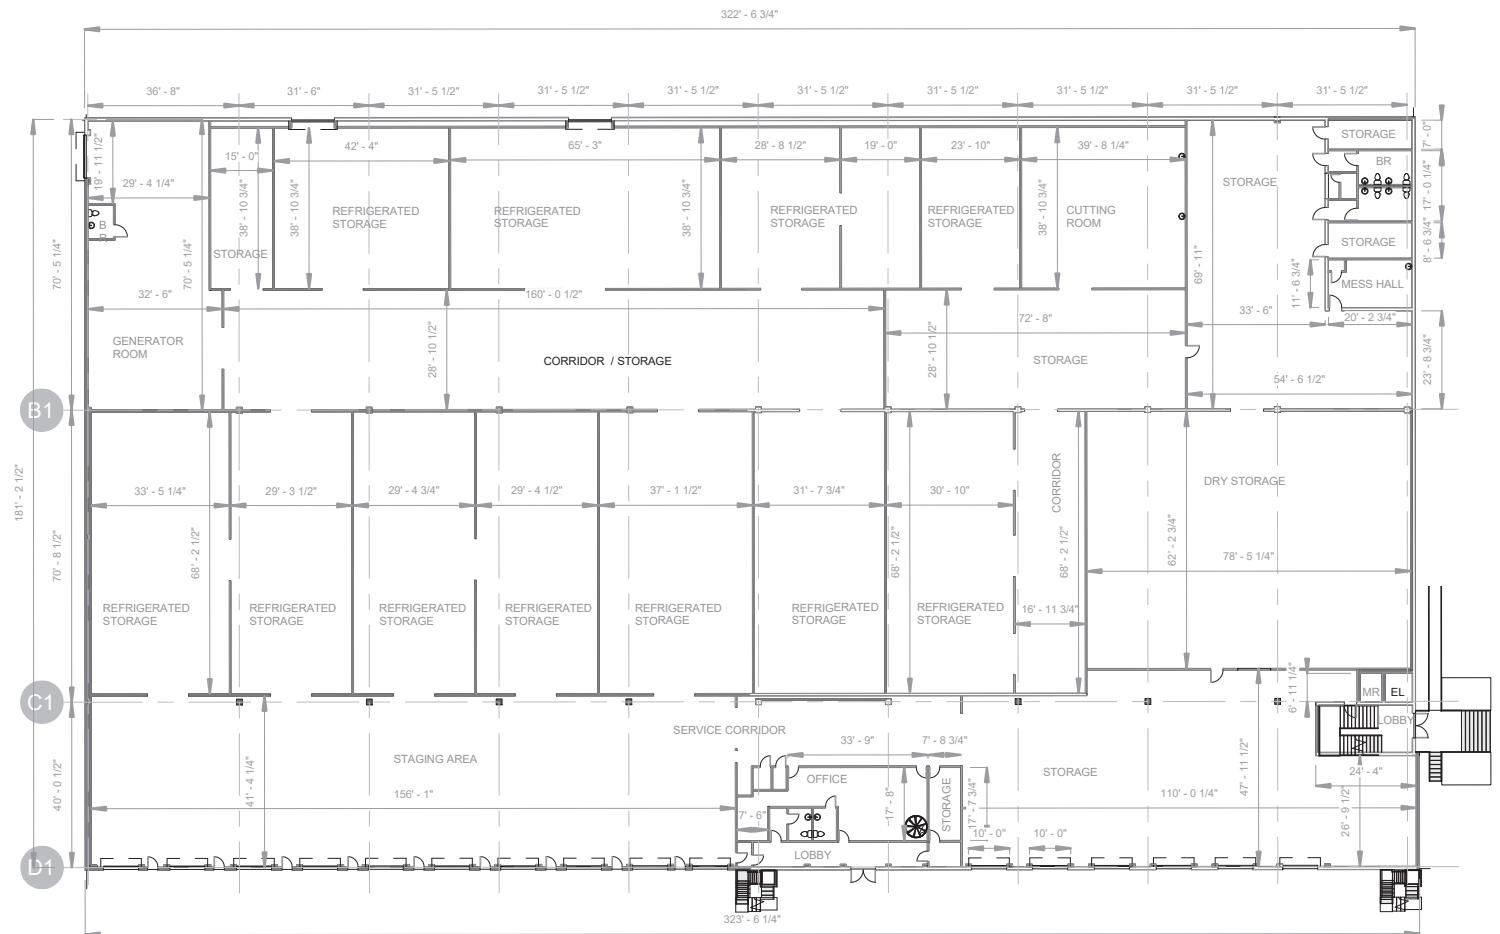 322' - 6 3/4"
36' - 8"
31' - 6"
31' - 5 1/2"
31' - 5 1/2"
31' - 5 1/2"
31' - 5 1/2"
31' - 5 1/2"
31' - 5 1/2"
31' - 5 1/2"
31' - 5 1/2"
19' - 11 1/2"
29' - 4 1/4"
15' - 0"
42' - 4"
65' - 3"
28' - 8 1/2"
19' - 0"
23' - 10"
39' - 8 1/4"
STORAGE
7' - 0"
BR
17' - 0 1/4"
STORAGE
8' - 6 3/4"
MESS HALL
11' - 6 3/4"
20' - 2 3/4"
23' - 8 3/4"
70' - 5 1/4"
70' - 5 1/4"
38' - 10 3/4"
38' - 10 3/4"
38' - 10 3/4"
38' - 10 3/4"
STORAGE
REFRIGERATED
STORAGE
REFRIGERATED
STORAGE
REFRIGERATED
STORAGE
REFRIGERATED
STORAGE
CUTTING
ROOM
STORAGE
69' - 11"
33' - 6"
54' - 6 1/2"
32' - 6"
160' - 0 1/2"
72' - 8"
GENERATOR
ROOM
28' - 10 1/2"
CORRIDOR / STORAGE
28' - 10 1/2"
STORAGE
B1
181' - 2 1/2"
70' - 8 1/2"
33' - 5 1/4"
29' - 3 1/2"
29' - 4 3/4"
29' - 4 1/2"
37' - 1 1/2"
31' - 7 3/4"
30' - 10"
CORRIDOR
DRY STORAGE
68' - 2 1/2"
68' - 2 1/2"
68' - 2 1/2"
62' - 2 3/4"
78' - 5 1/4"
REFRIGERATED
STORAGE
REFRIGERATED
STORAGE
REFRIGERATED
STORAGE
REFRIGERATED
STORAGE
REFRIGERATED
STORAGE
REFRIGERATED
STORAGE
REFRIGERATED
STORAGE
16' - 11 3/4"
C1
6' - 11 1/4"
MR
EL
LOBBY
SERVICE CORRIDOR
33' - 9"
7' - 8 3/4"
40' - 0 1/2"
41' - 4 1/4"
STAGING AREA
156' - 1"
OFFICE
17' - 8"
STORAGE
17' - 7 3/4"
STORAGE
47' - 11 1/2"
24' - 4"
110' - 0 1/4"
26' - 9 1/2"
7' - 6"
10' - 0"
10' - 0"
LOBBY
D1
323' - 6 1/4"